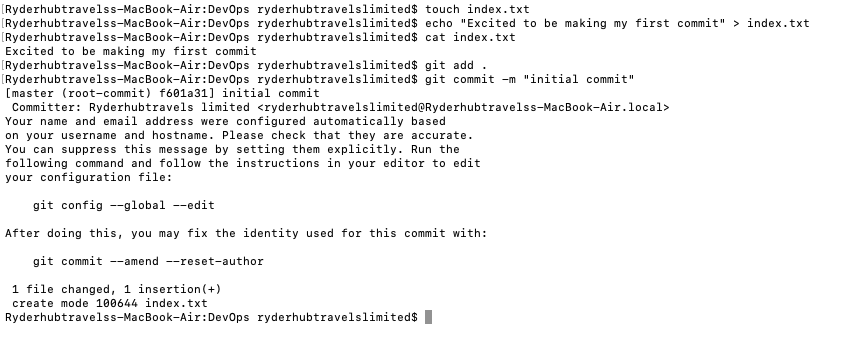 [Ryderhubtravelss-MacBook-Air:DevOps ryderhubtravelslimited$ touch index.txt
[Ryderhubtravelss-MacBook-Air:DevOps ryderhubtravelslimited$ echo "Excited to be making my first commit" > index.txt
[Ryderhubtravelss-MacBook-Air:DevOps ryderhubtravelslimited$ cat index.txt
Excited to be making my first commit
[Ryderhubtravelss-MacBook-Air:DevOps ryderhubtravelslimited$ git add .
[Ryderhubtravelss-MacBook-Air:DevOps ryderhubtravelslimited$ git commit -m "initial commit"
[master (root-commit) f601a31] initial commit
 Committer: Ryderhubtravels limited <ryderhubtravelslimited@Ryderhubtravelss-MacBook-Air.local>
Your name and email address were configured automatically based
on your username and hostname. Please check that they are accurate.
You can suppress this message by setting them explicitly. Run the
following command and follow the instructions in your editor to edit
your configuration file:

    git config --global --edit

After doing this, you may fix the identity used for this commit with:

    git commit --amend --reset-author

 1 file changed, 1 insertion(+)
 create mode 100644 index.txt
Ryderhubtravelss-MacBook-Air:DevOps ryderhubtravelslimited$